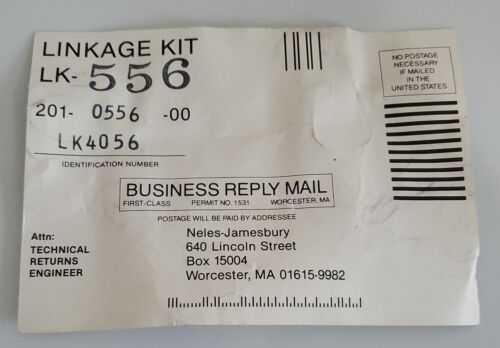 LINKAGE KIT
LK- 556
201- 0556 -00
LK4056
IDENTIFICATION NUMBER
NO POSTAGE
NECESSARY
IF MAILED
IN THE
UNITED STATES
BUSINESS REPLY MAIL
FIRST-CLASS PERMIT NO. 1531 WORCESTER, MA
POSTAGE WILL BE PAID BY ADDRESSEE
Attn:
TECHNICAL
RETURNS
ENGINEER
Neles-Jamesbury
640 Lincoln Street
Box 15004
Worcester, MA 01615-9982